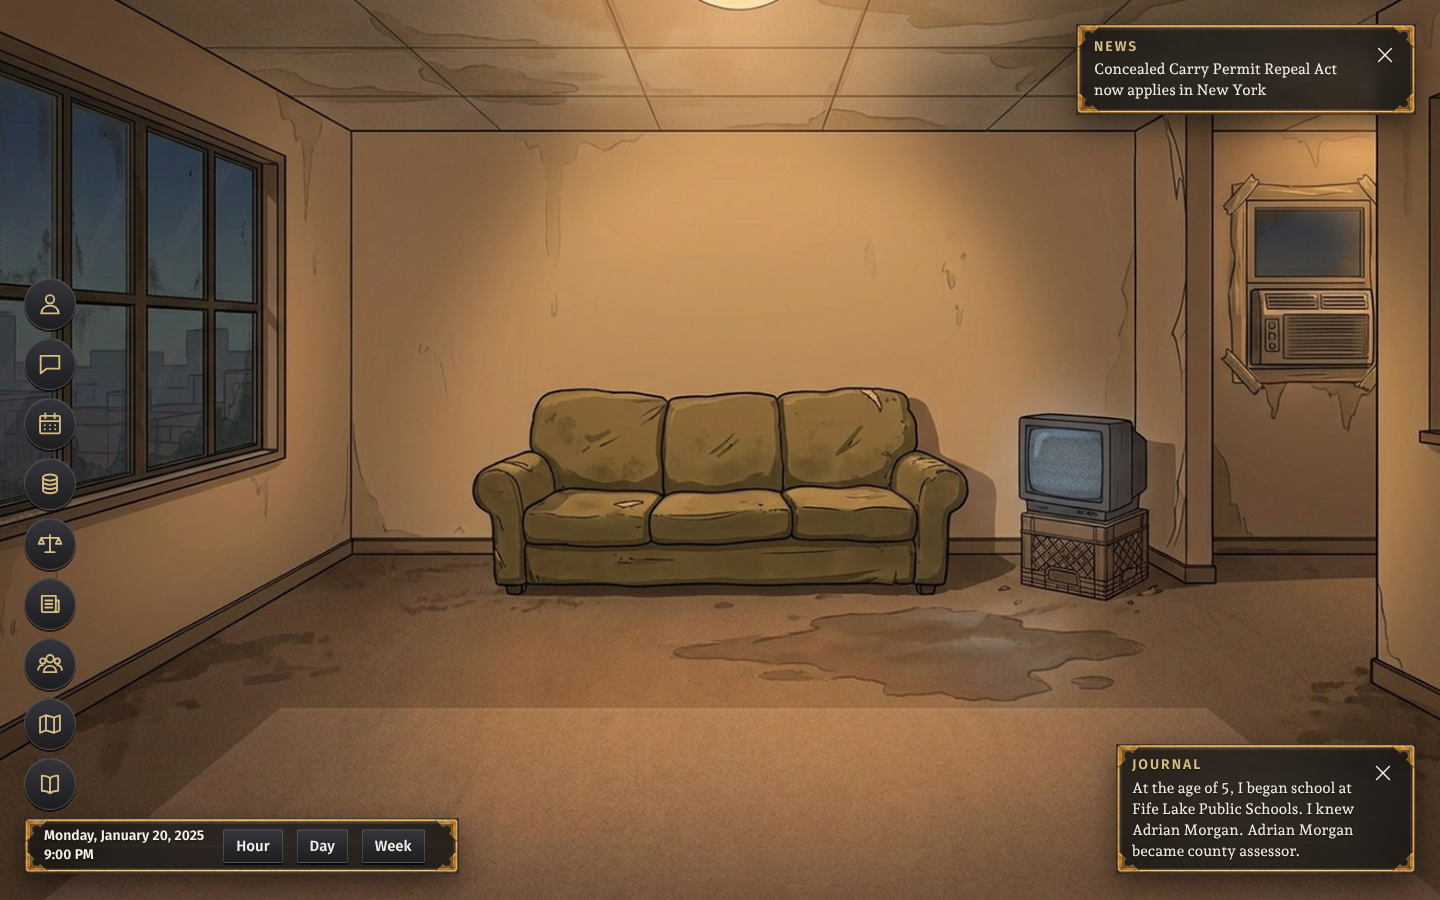 NEWS
Concealed Carry Permit Repeal Act
now applies in New York
JOURNAL
At the age of 5, I began school at
Fife Lake Public Schools. I knew
Adrian Morgan. Adrian Morgan
became county assessor.
Monday, January 20, 2025
9:00 PM
Hour
Day
Week